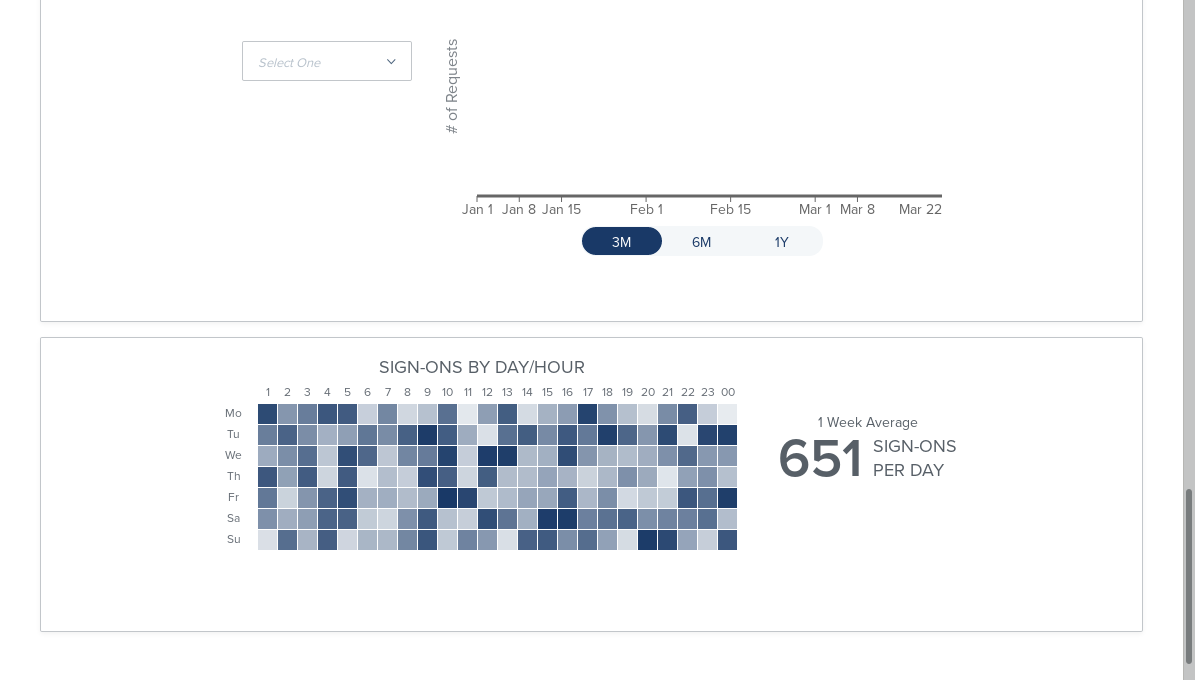 Select One
# of Requests
Jan 1 Jan 8 Jan 15 Feb 1 Feb 15 Mar 1 Mar 8 Mar 22
3M 6M 1Y
SIGN-ONS BY DAY/HOUR
1 2 3 4 5 6 7 8 9 10 11 12 13 14 15 16 17 18 19 20 21 22 23 00
Mo
Tu
We
Th
Fr
Sa
Su
1 Week Average
651 SIGN-ONS
PER DAY